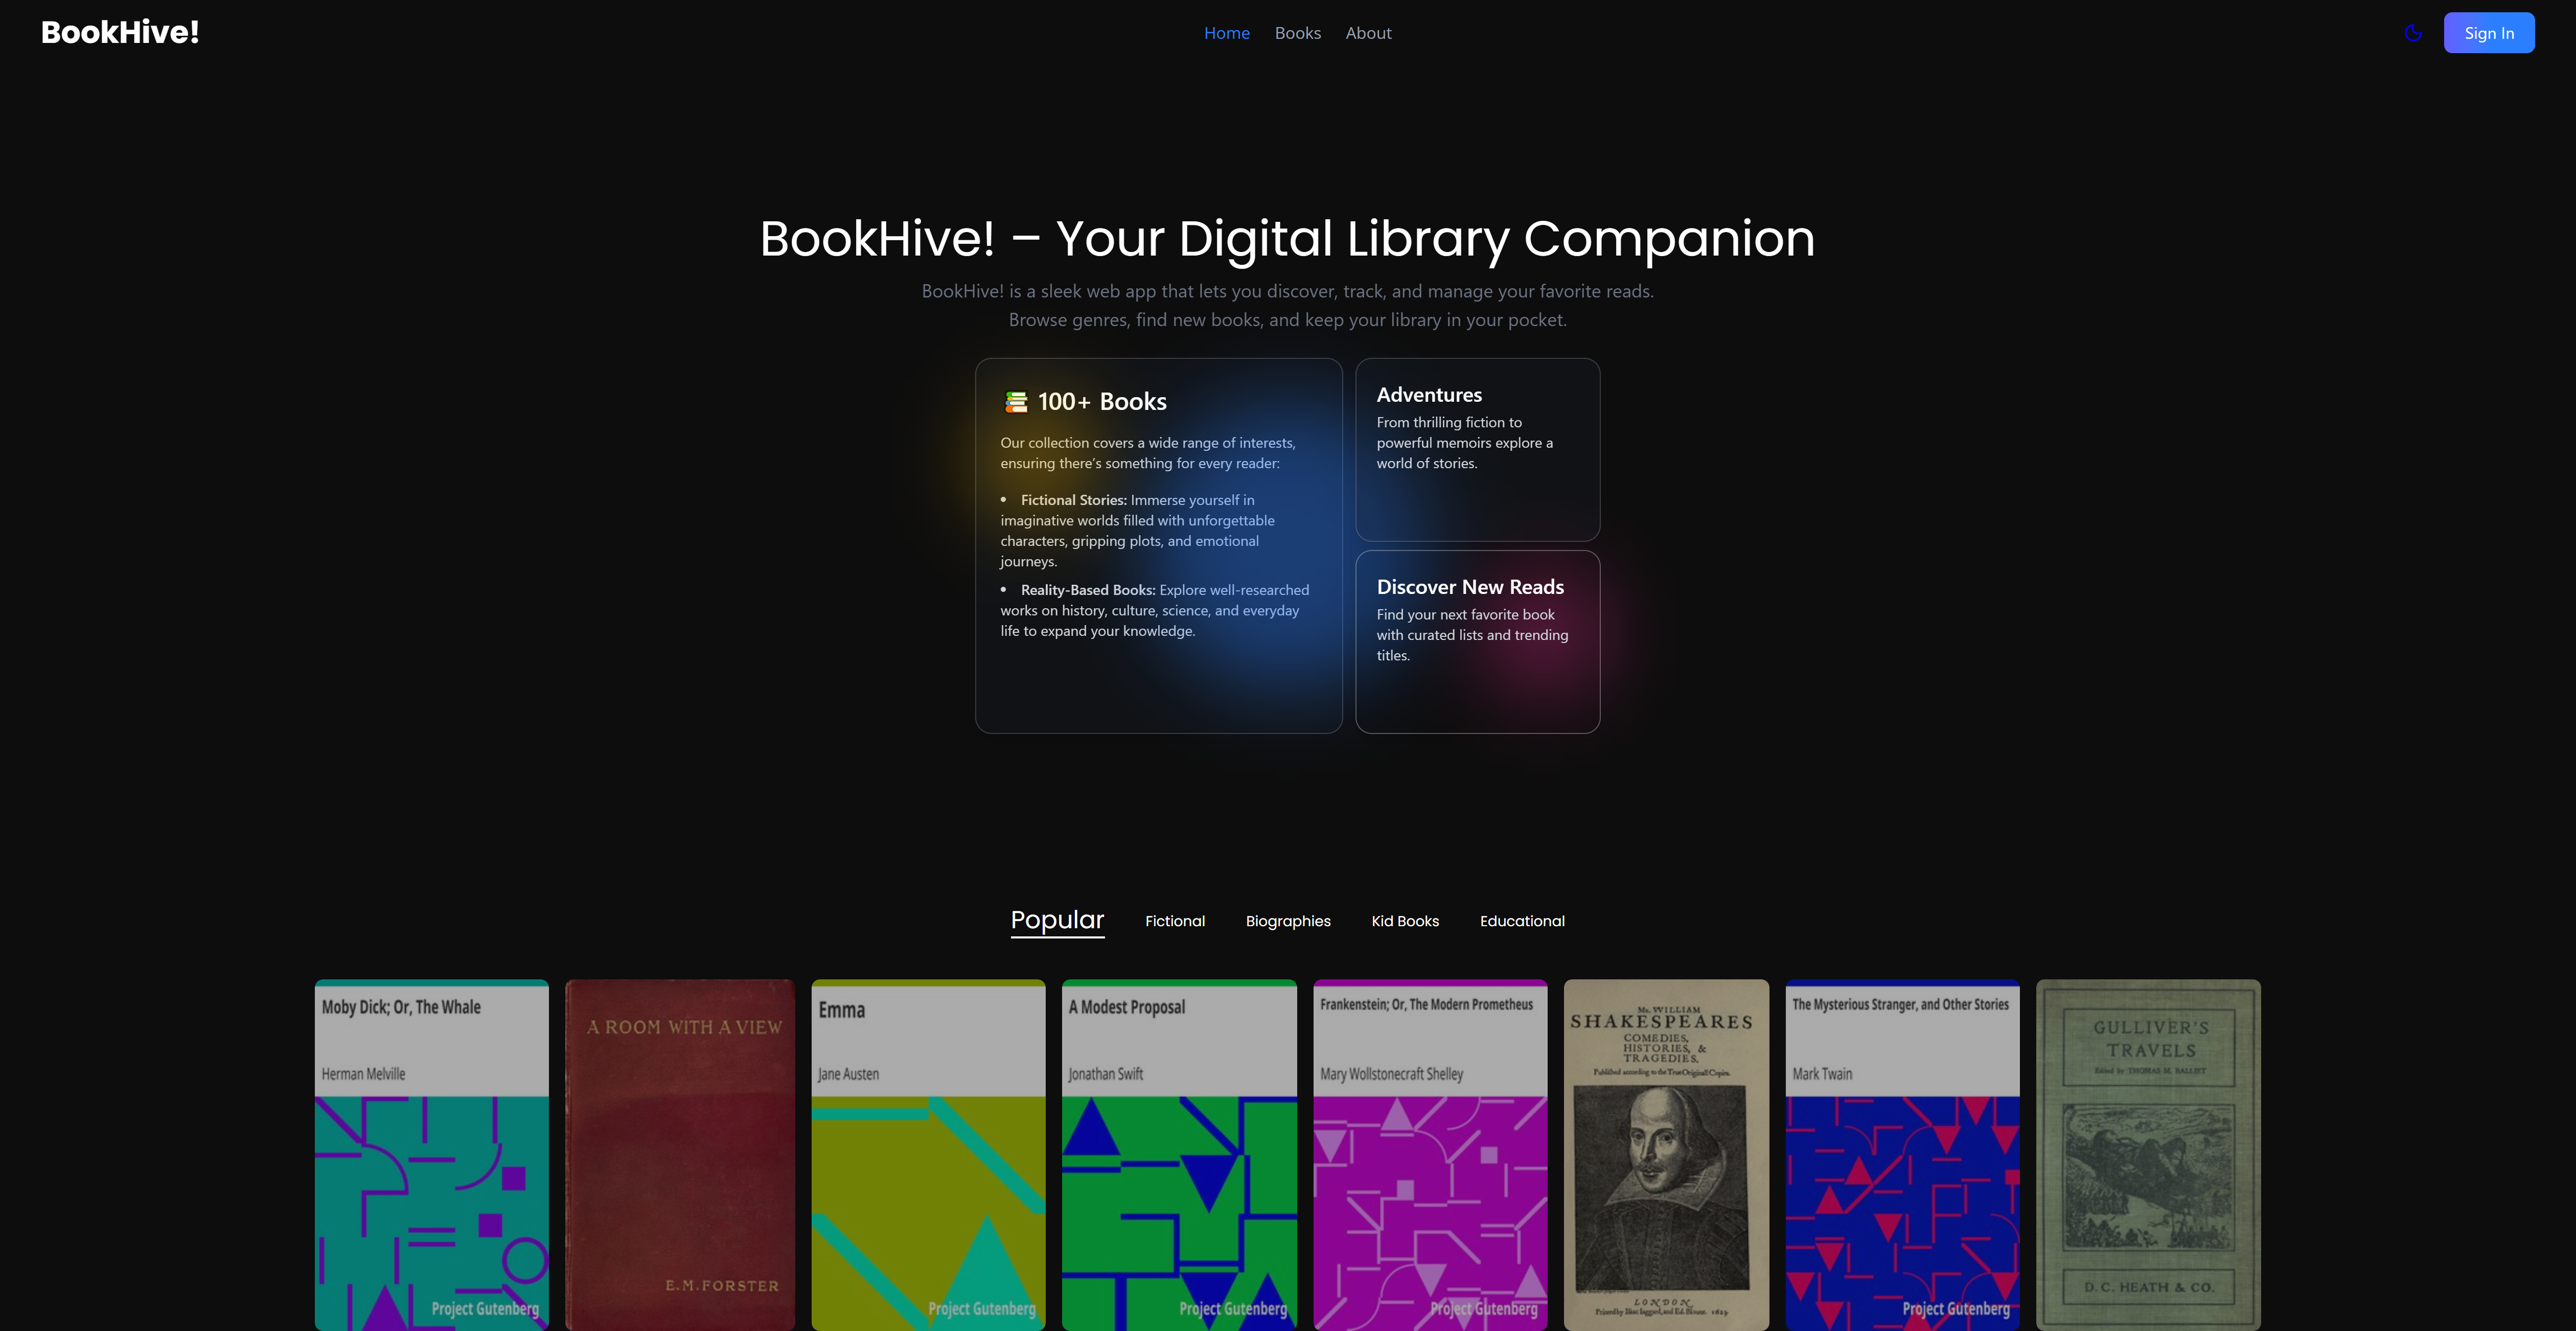 BookHive!
Home Books About
Sign In
BookHive! – Your Digital Library Companion
BookHive! is a sleek web app that lets you discover, track, and manage your favorite reads.
Browse genres, find new books, and keep your library in your pocket.
📚 100+ Books
Our collection covers a wide range of interests,
ensuring there's something for every reader:
• Fictional Stories: Immerse yourself in
imaginative worlds filled with unforgettable
characters, gripping plots, and emotional
journeys.
• Reality-Based Books: Explore well-researched
works on history, culture, science, and everyday
life to expand your knowledge.
Adventures
From thrilling fiction to
powerful memoirs explore a
world of stories.
Discover New Reads
Find your next favorite book
with curated lists and trending
titles.
Popular Fictional Biographies Kid Books Educational
Moby Dick; Or, The Whale
Herman Melville
Project Gutenberg
A ROOM WITH A VIEW
E.M.FORSTER
Emma
Jane Austen
Project Gutenberg
A Modest Proposal
Jonathan Swift
Project Gutenberg
Frankenstein; Or, The Modern Prometheus
Mary Wollstonecraft Shelley
Project Gutenberg
Mr. WILLIAM
SHAKESPEARES
COMEDIES,
HISTORIES, &
TRAGEDIES.
Published according to the True Originall Copies.
LONDON
Printed by Isaac Iaggard, and Ed. Blount. 1623
The Mysterious Stranger, and Other Stories
Mark Twain
Project Gutenberg
GULLIVER'S
TRAVELS
Edited by THOMAS M. BALLIET
D. C. HEATH & CO.